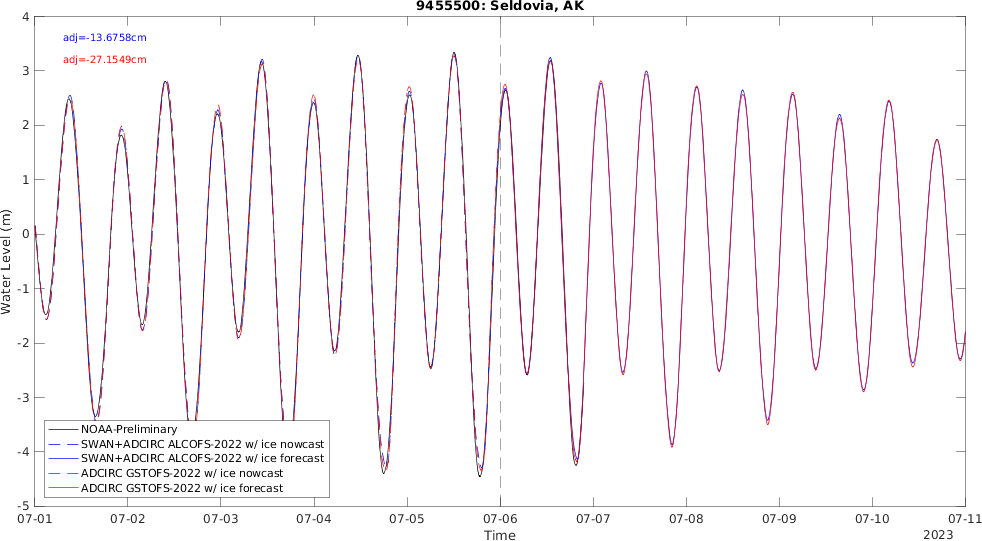 9455500: Seldovia, AK
adj=-13.6758cm
adj=-27.1549cm
Water Level (m)
4
3
2
1
0
-1
-2
-3
-4
-5
NOAA-Preliminary
SWAN+ADCIRC ALCOFS-2022 w/ ice nowcast
SWAN+ADCIRC ALCOFS-2022 w/ ice forecast
ADCIRC GSTOFS-2022 w/ ice nowcast
ADCIRC GSTOFS-2022 w/ ice forecast
07-01 07-02 07-03 07-04 07-05 07-06 07-07 07-08 07-09 07-10 07-11
Time
2023